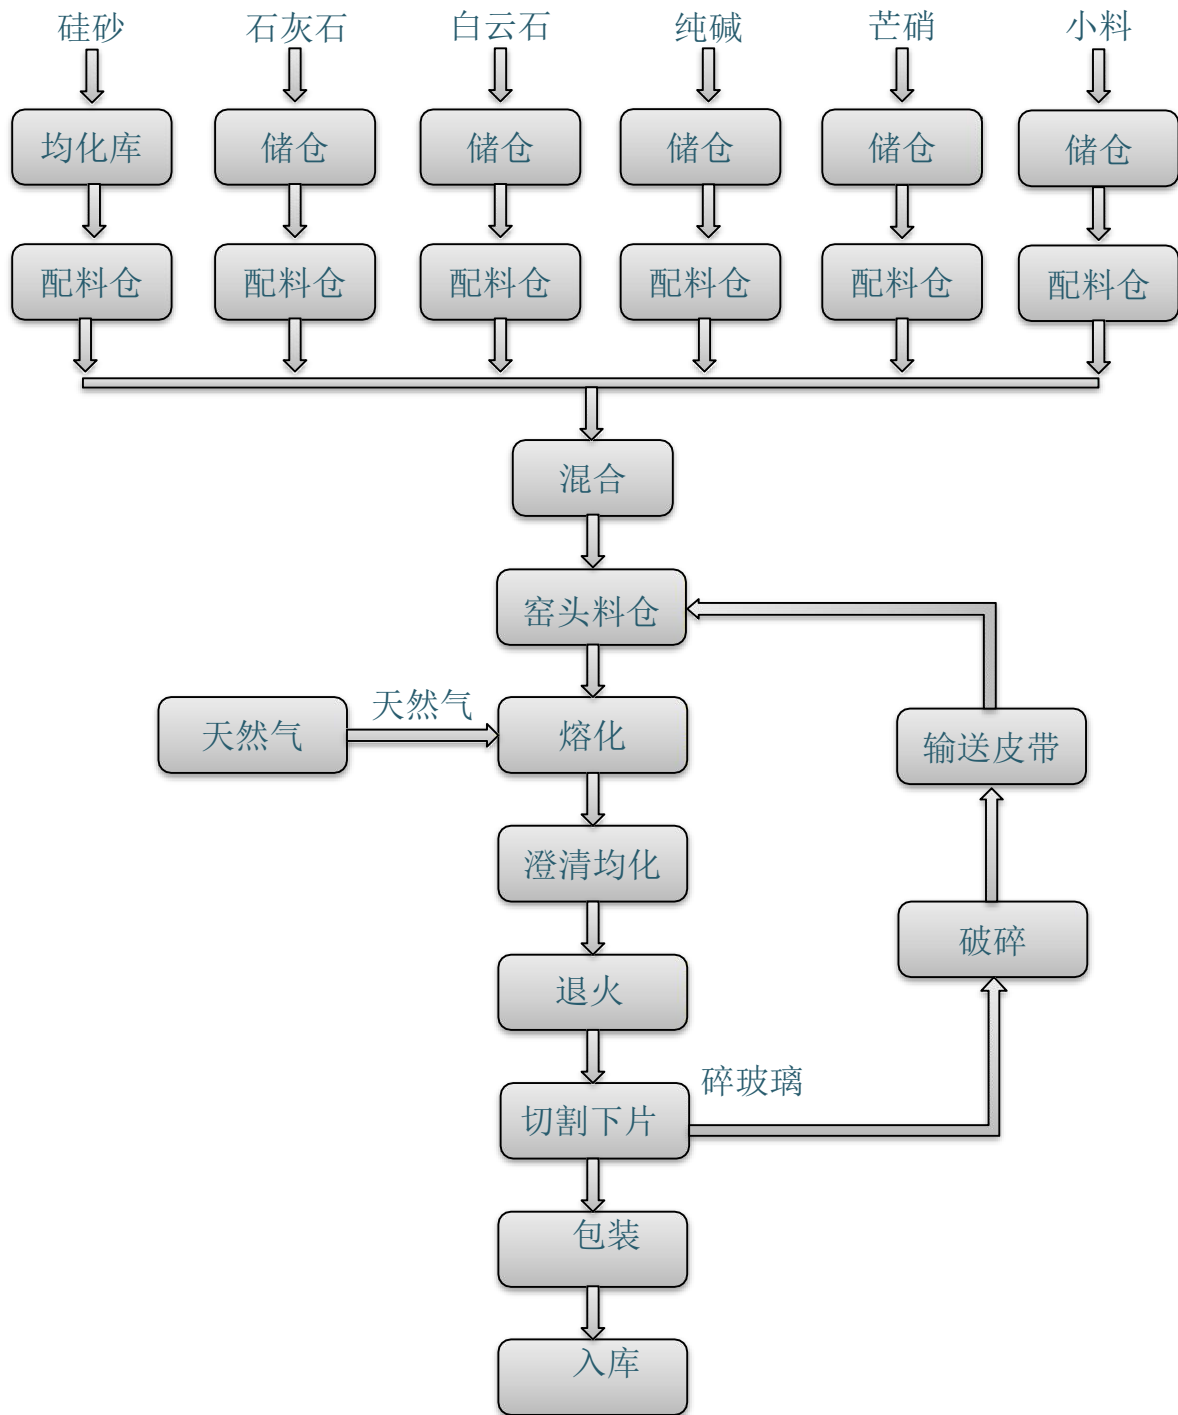 硅砂 石灰石 白云石 纯碱 芒硝 小料
均化库 储仓 储仓 储仓 储仓 储仓
配料仓 配料仓 配料仓 配料仓 配料仓 配料仓
混合
窑头料仓
天然气 天然气 熔化 输送皮带
澄清均化
破碎
退火
碎玻璃
切割下片
包装
入库